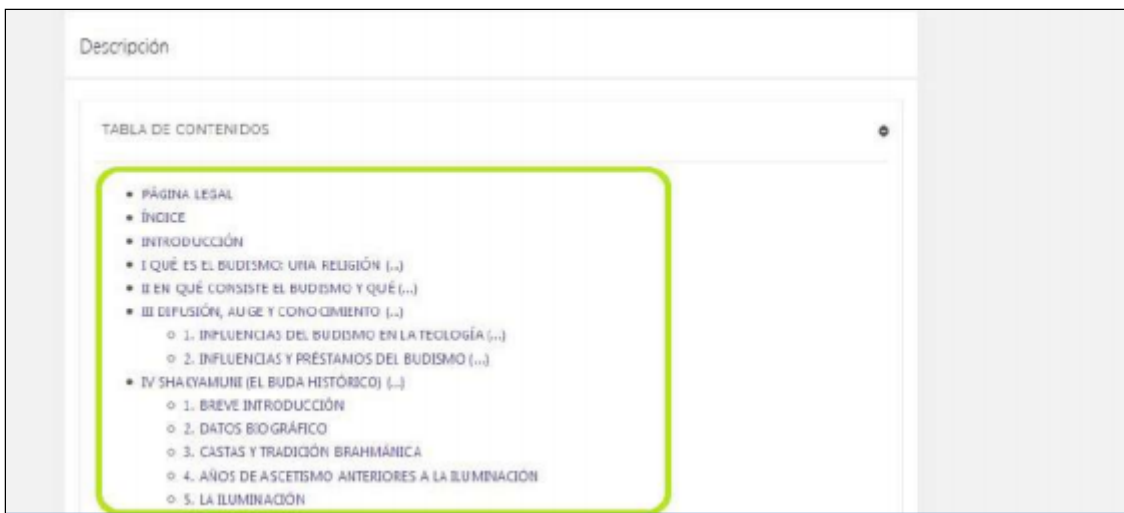 Descripción
TABLA DE CONTENIDOS
• PÁGINA LEGAL
• ÍNDICE
• INTRODUCCIÓN
• I QUÉ ES EL BUDISMO: UNA RELIGIÓN (...)
• II EN QUÉ CONSISTE EL BUDISMO Y QUÉ (...)
• III DIFUSIÓN, AUGE Y CONOCIMIENTO (...)
○ 1. INFLUENCIAS DEL BUDISMO EN LA TEOLOGÍA (...)
○ 2. INFLUENCIAS Y PRÉSTAMOS DEL BUDISMO (...)
• IV SHAKYAMUNI (EL BUDA HISTÓRICO) (...)
○ 1. BREVE INTRODUCCIÓN
○ 2. DATOS BIOGRÁFICO
○ 3. CASTAS Y TRADICIÓN BRAHMÁNICA
○ 4. AÑOS DE ASCETISMO ANTERIORES A LA ILUMINACIÓN
○ 5. LA ILUMINACIÓN